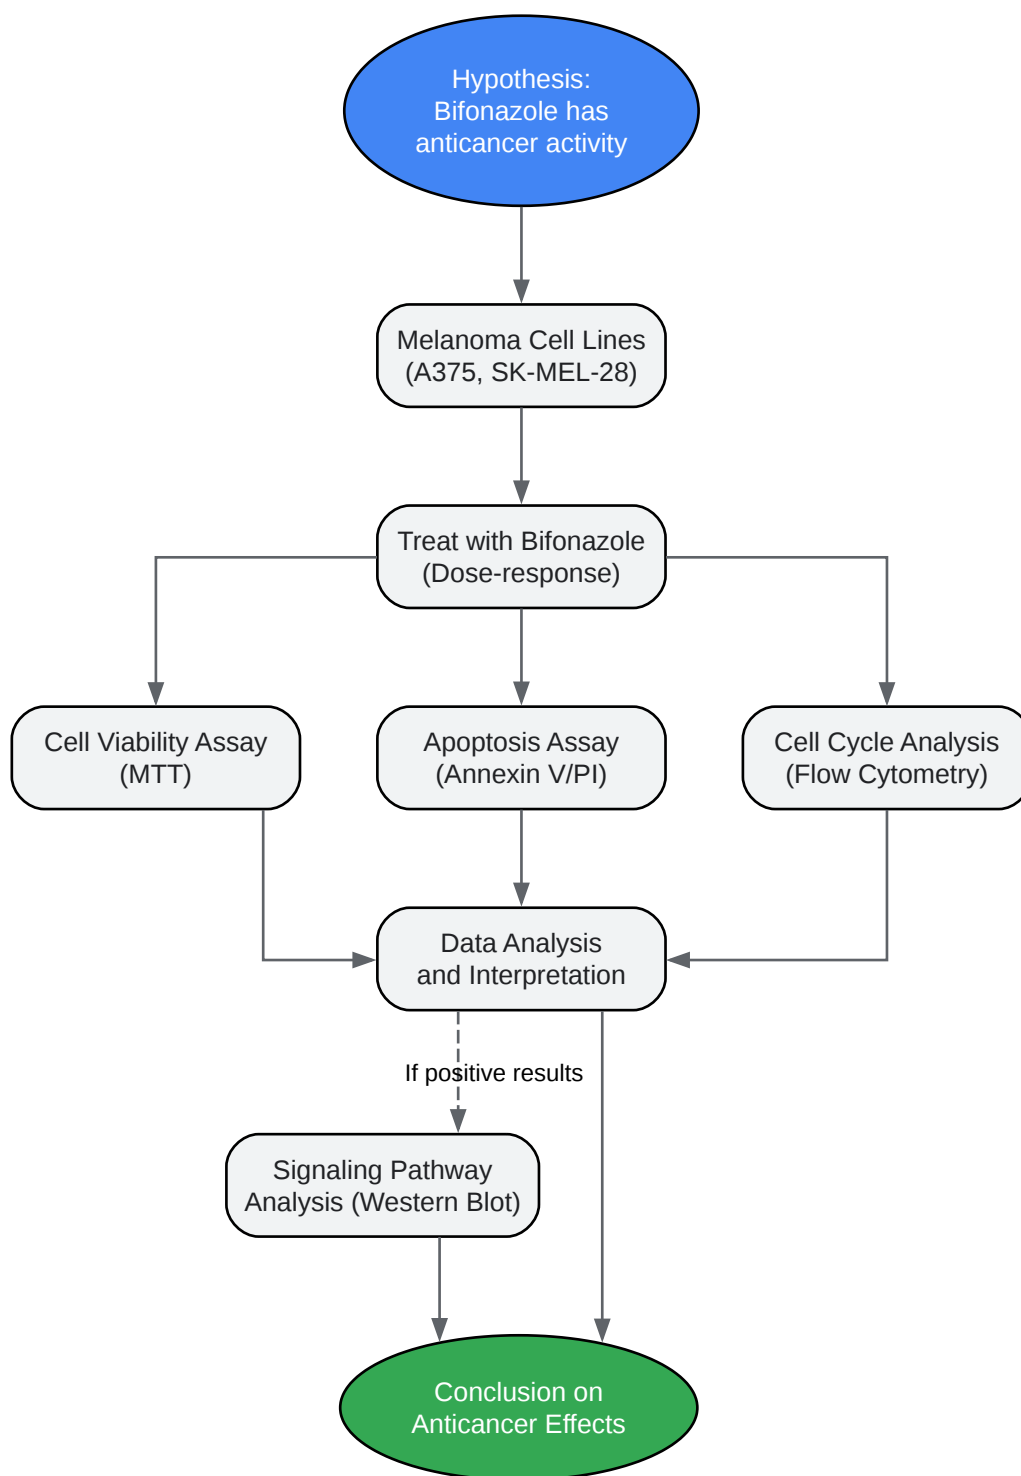 Hypothesis:
Bifonazole has
anticancer activity
Melanoma Cell Lines
(A375, SK-MEL-28)
Treat with Bifonazole
(Dose-response)
Cell Viability Assay
(MTT)
Apoptosis Assay
(Annexin V/PI)
Cell Cycle Analysis
(Flow Cytometry)
Data Analysis
and Interpretation
If positive results
Signaling Pathway
Analysis (Western Blot)
Conclusion on
Anticancer Effects